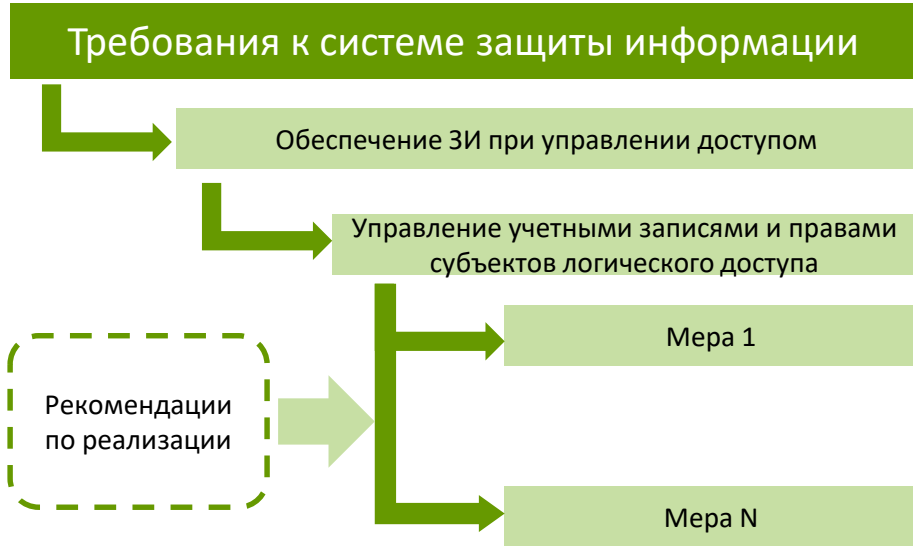 Требования к системе защиты информации
Обеспечение ЗИ при управлении доступом
Управление учетными записями и правами
субъектов логического доступа
Мера 1
Рекомендации
по реализации
Мера N